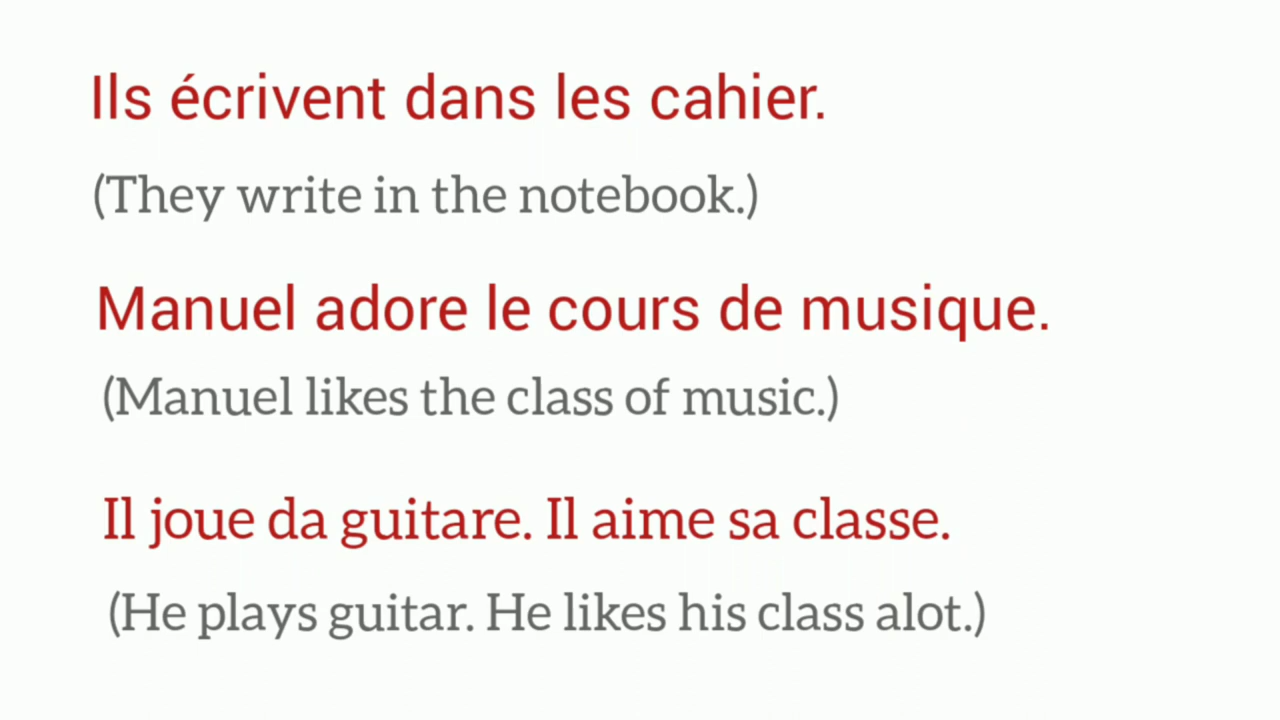 Ils écrivent dans les cahier.
(They write in the notebook.)
Manuel adore le cours de musique.
(Manuel likes the class of music.)
Il joue da guitare. Il aime sa classe.
(He plays guitar. He likes his class alot.)